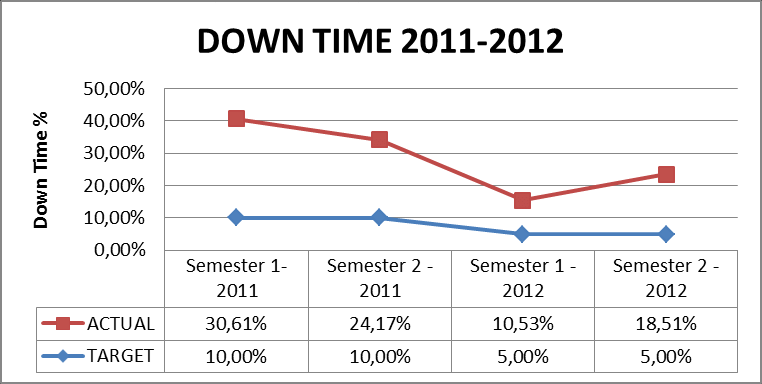 DOWN TIME 2011-2012
50,00%
40,00%
30,00%
20,00%
10,00%
0,00%
Down Time %
Semester 1- Semester 2 - Semester 1 - Semester 2 -
2011 2011 2012 2012
ACTUAL 30,61% 24,17% 10,53% 18,51%
TARGET 10,00% 10,00% 5,00% 5,00%